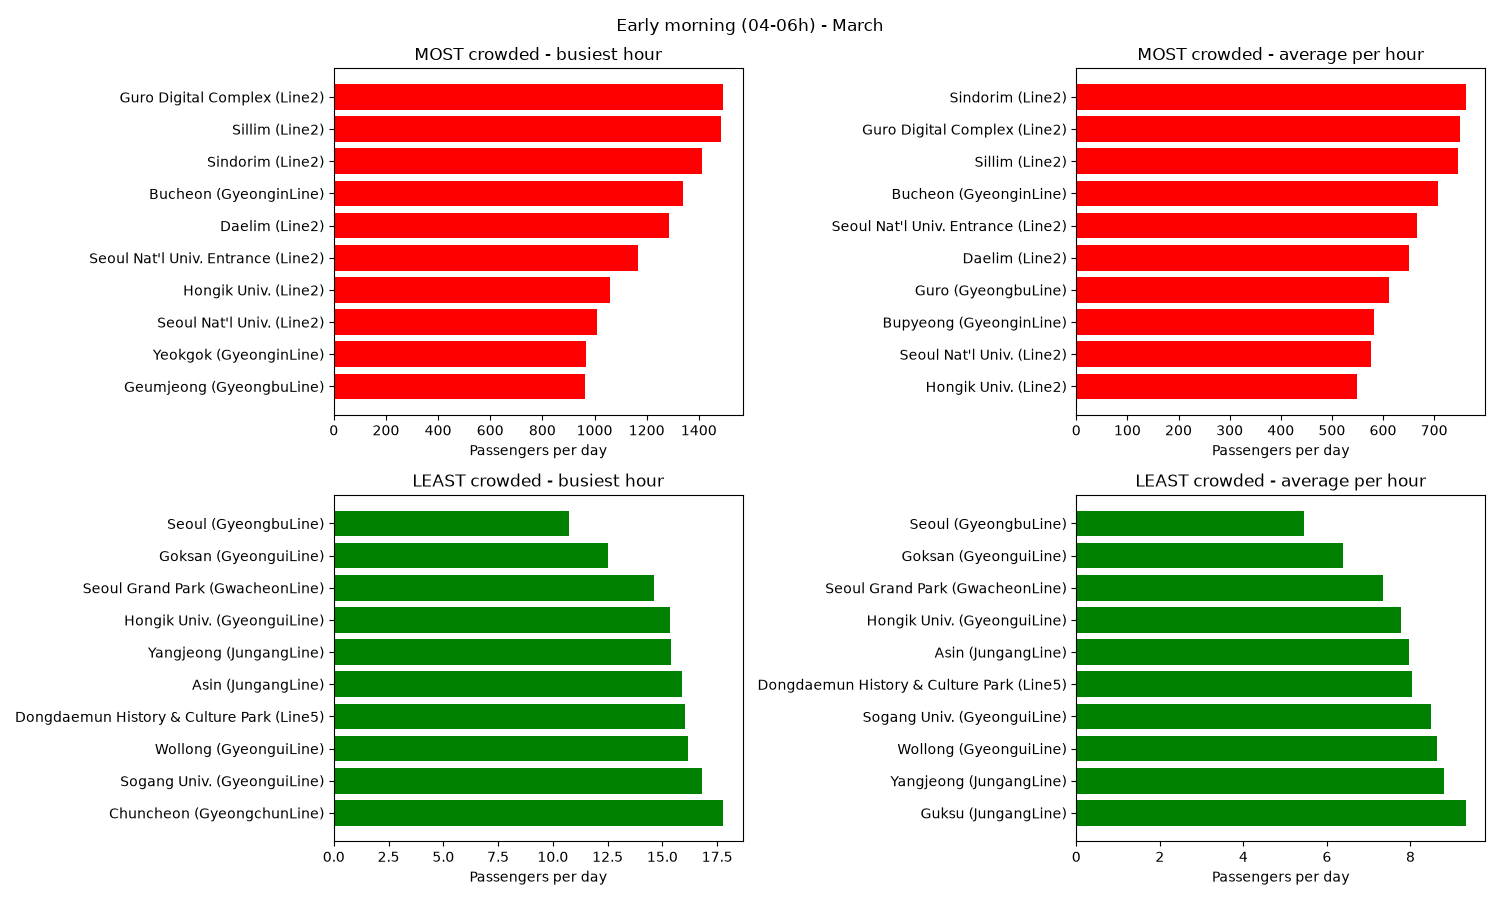 Early morning (04-06h) - March
MOST crowded - busiest hour
Guro Digital Complex (Line2)
Sillim (Line2)
Sindorim (Line2)
Bucheon (GyeonginLine)
Daelim (Line2)
Seoul Nat'l Univ. Entrance (Line2)
Hongik Univ. (Line2)
Seoul Nat'l Univ. (Line2)
Yeokgok (GyeonginLine)
Geumjeong (GyeongbuLine)
0 200 400 600 800 1000 1200 1400
Passengers per day
MOST crowded - average per hour
Sindorim (Line2)
Guro Digital Complex (Line2)
Sillim (Line2)
Bucheon (GyeonginLine)
Seoul Nat'l Univ. Entrance (Line2)
Daelim (Line2)
Guro (GyeongbuLine)
Bupyeong (GyeonginLine)
Seoul Nat'l Univ. (Line2)
Hongik Univ. (Line2)
0 100 200 300 400 500 600 700
Passengers per day
LEAST crowded - busiest hour
Seoul (GyeongbuLine)
Goksan (GyeonguiLine)
Seoul Grand Park (GwacheonLine)
Hongik Univ. (GyeonguiLine)
Yangjeong (JungangLine)
Asin (JungangLine)
Dongdaemun History & Culture Park (Line5)
Wollong (GyeonguiLine)
Sogang Univ. (GyeonguiLine)
Chuncheon (GyeongchunLine)
0.0 2.5 5.0 7.5 10.0 12.5 15.0 17.5
Passengers per day
LEAST crowded - average per hour
Seoul (GyeongbuLine)
Goksan (GyeonguiLine)
Seoul Grand Park (GwacheonLine)
Hongik Univ. (GyeonguiLine)
Asin (JungangLine)
Dongdaemun History & Culture Park (Line5)
Sogang Univ. (GyeonguiLine)
Wollong (GyeonguiLine)
Yangjeong (JungangLine)
Guksu (JungangLine)
0 2 4 6 8
Passengers per day